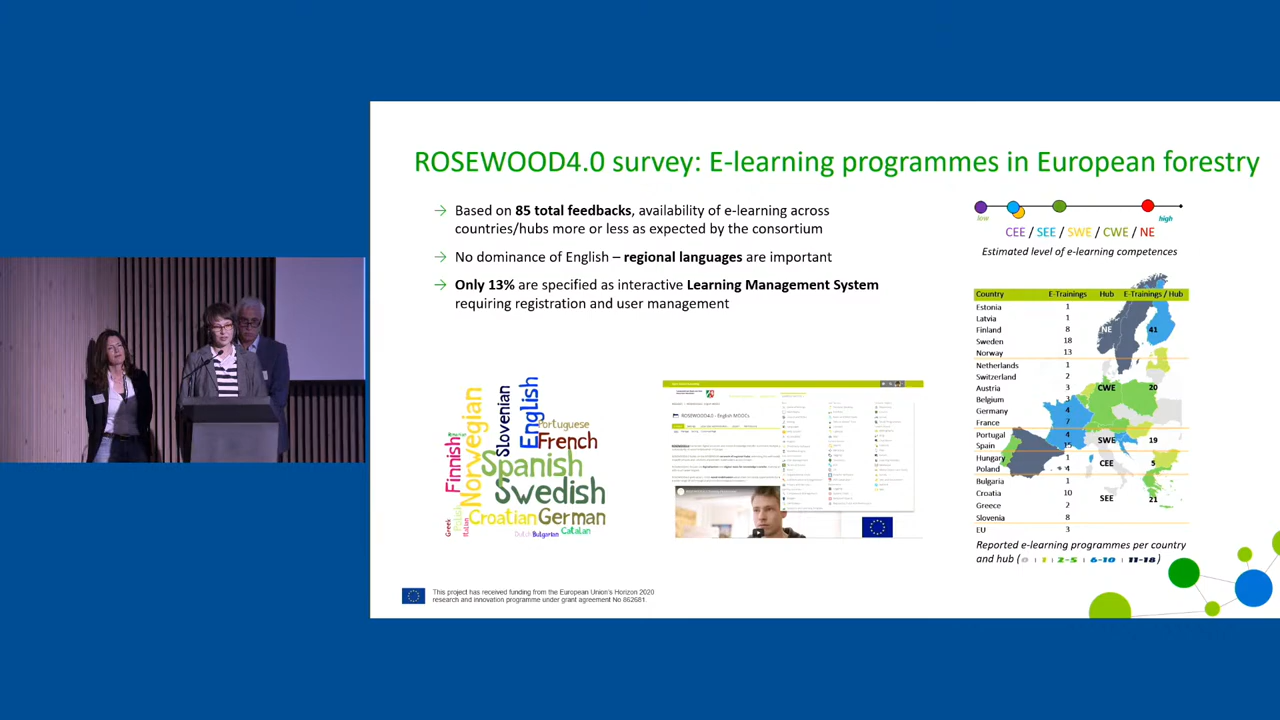 ROSEWOOD4.0 survey: E-learning programmes in European forestry
→ Based on 85 total feedbacks, availability of e-learning across
countries/hubs more or less as expected by the consortium
→ No dominance of English – regional languages are important
→ Only 13% are specified as interactive Learning Management System
requiring registration and user management
low
high
CEE / SEE / SWE / CWE / NE
Estimated level of e-learning competences
Country E-Trainings Hub E-Trainings / Hub
Estonia 1
Latvia 1
Finland 8 NE 41
Sweden 18
Norway 13
Netherlands 1
Switzerland 2
Austria 3 CWE 20
Belgium 3
Germany 4
France 7
Portugal 4 SWE 19
Spain 15
Hungary 1 CEE
Poland 4
Bulgaria 1
Croatia 10 SEE 21
Greece 2
Slovenia 8
EU 3
Reported e-learning programmes per country
and hub (0 | 1 | 2-5 | 6-10 | 11-18)
Finnish
Norwegian
Slovenian
English
Portuguese
French
Spanish
Swedish
Croatian
German
Greek
Polish
Italian
Dutch
Bulgarian
Catalan
ROSEWOOD4.0 - English MOOCs
This project has received funding from the European Union's Horizon 2020
research and innovation programme under grant agreement No 862681.